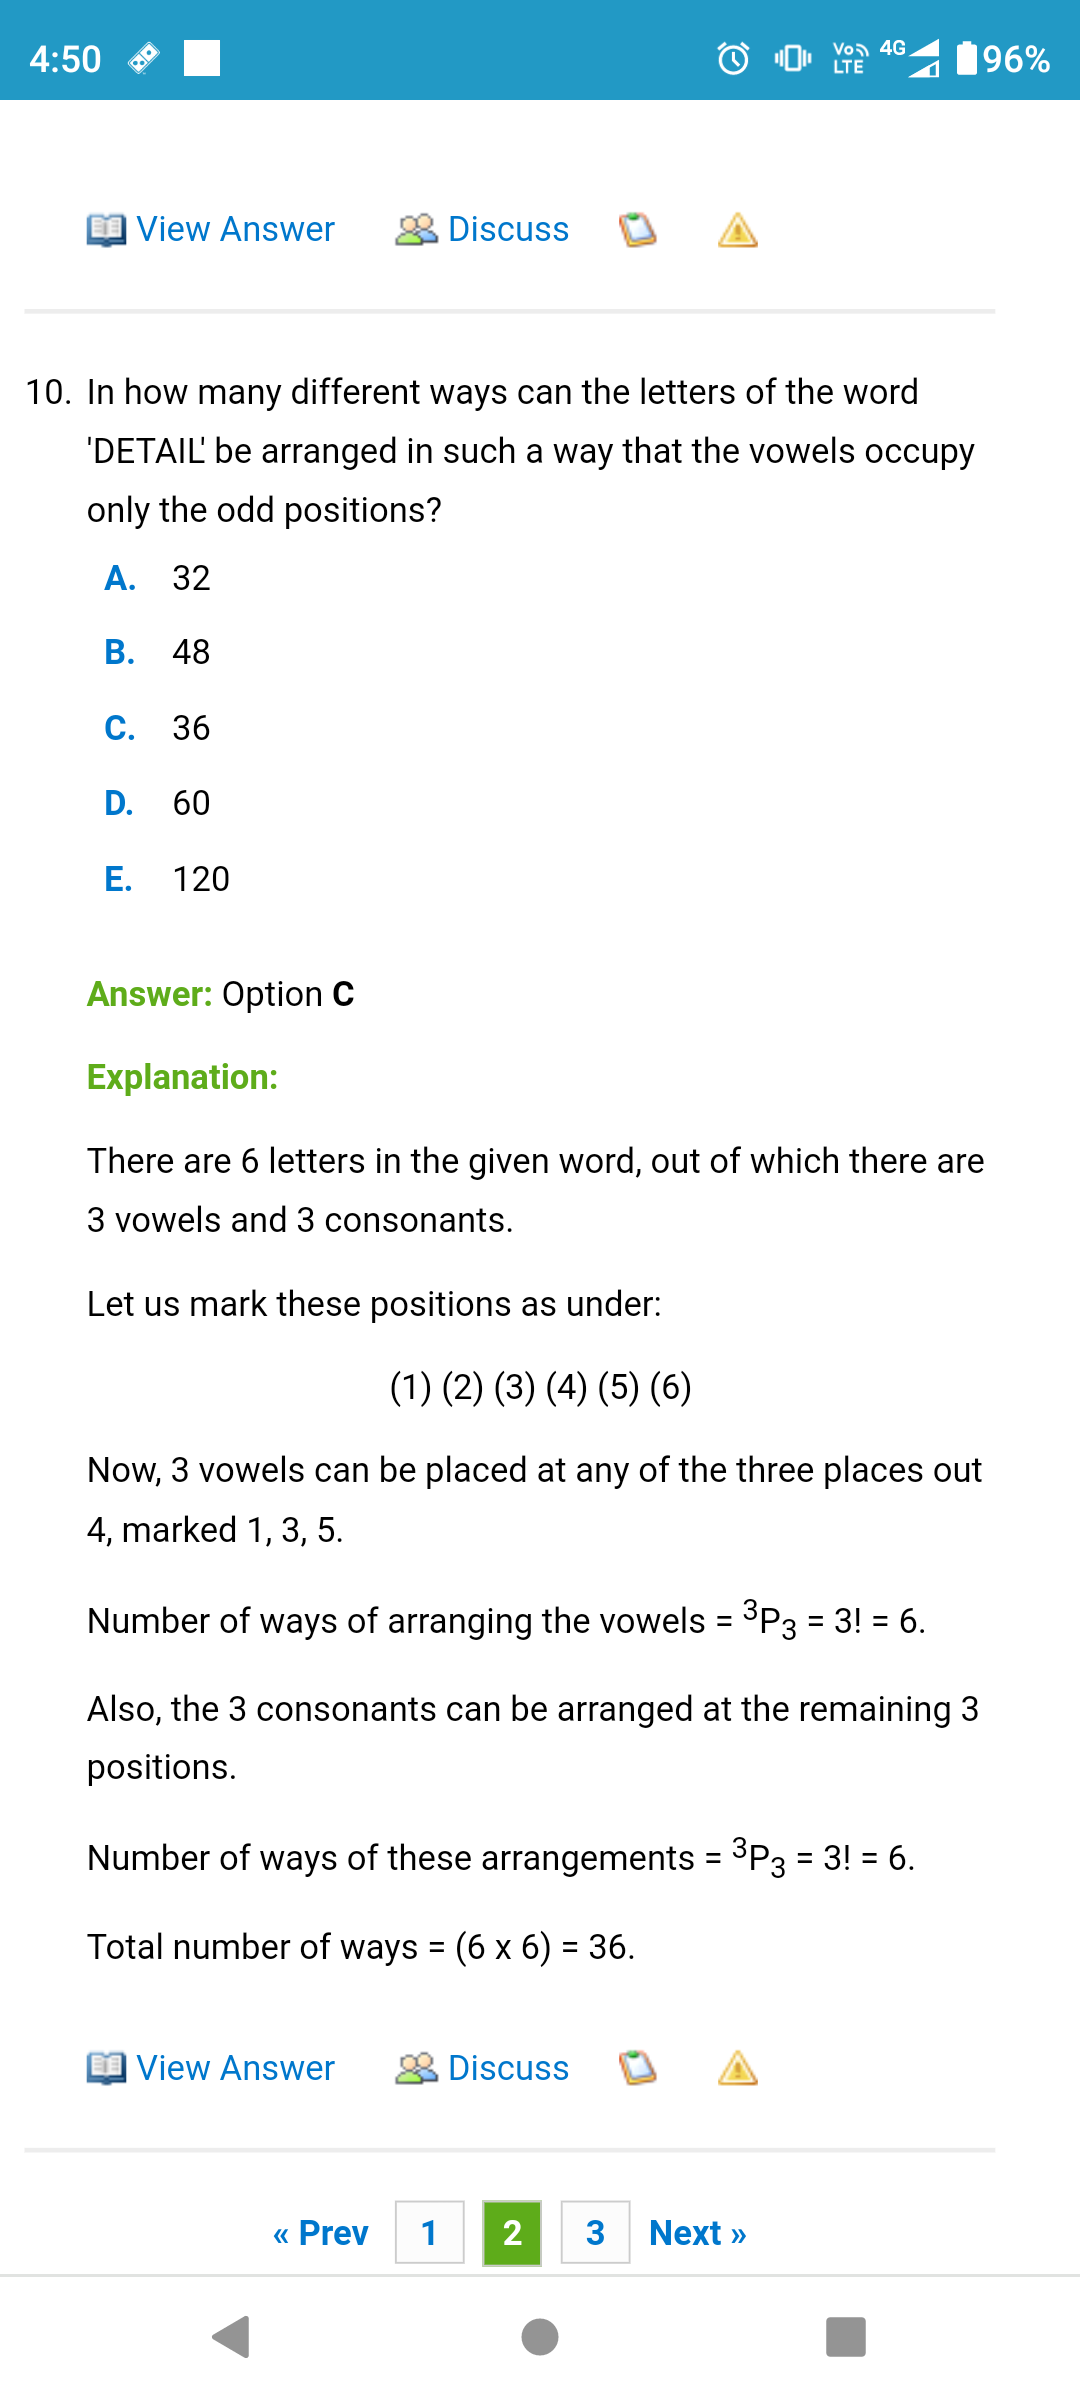 4:50 Vo LTE 4G 96%
View Answer Discuss
10. In how many different ways can the letters of the word
'DETAIL' be arranged in such a way that the vowels occupy
only the odd positions?
A. 32
B. 48
C. 36
D. 60
E. 120
Answer: Option C
Explanation:
There are 6 letters in the given word, out of which there are
3 vowels and 3 consonants.
Let us mark these positions as under:
(1) (2) (3) (4) (5) (6)
Now, 3 vowels can be placed at any of the three places out
4, marked 1, 3, 5.
Number of ways of arranging the vowels = ³P₃ = 3! = 6.
Also, the 3 consonants can be arranged at the remaining 3
positions.
Number of ways of these arrangements = ³P₃ = 3! = 6.
Total number of ways = (6 x 6) = 36.
View Answer Discuss
« Prev 1 2 3 Next »